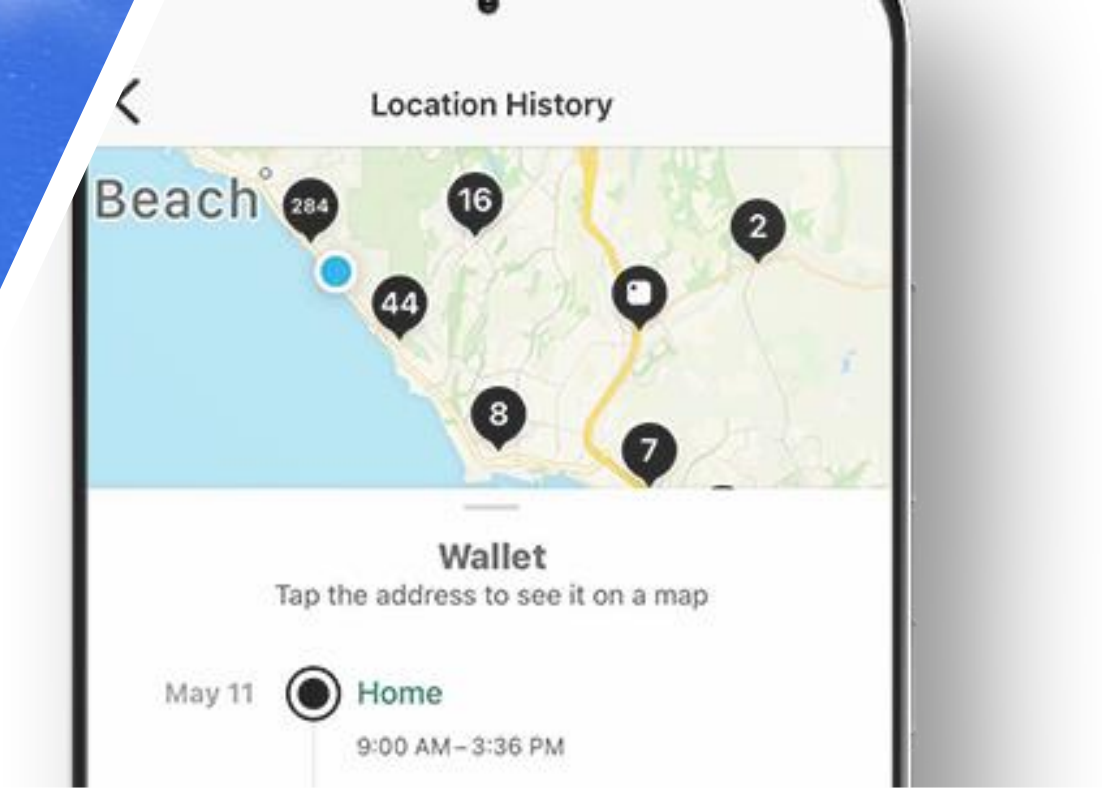 Location History
Beach
284
16
2
44
8
7
Wallet
Tap the address to see it on a map
May 11
Home
9:00 AM – 3:36 PM